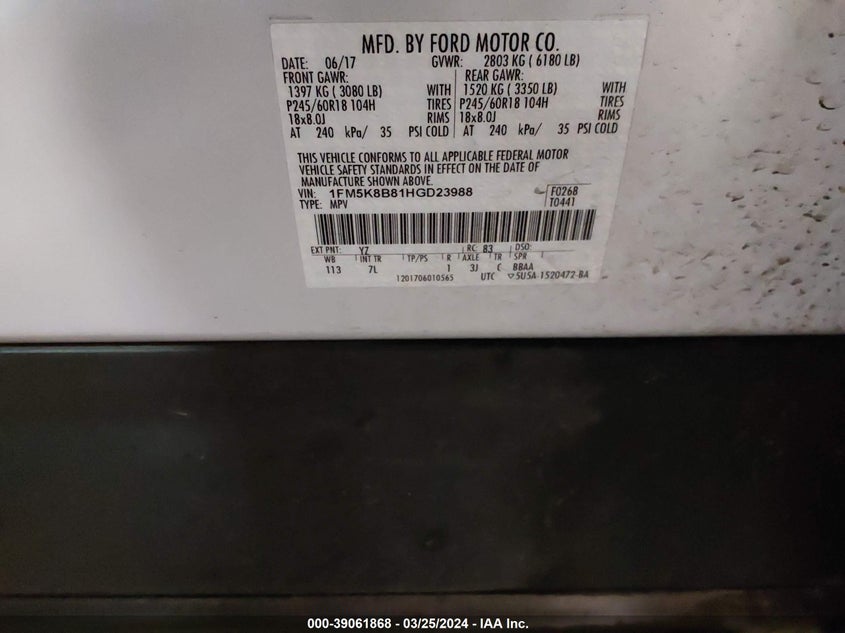 MFD. BY FORD MOTOR CO.
DATE: 06/17 GVWR: 2803 KG ( 6180 LB)
FRONT GAWR: REAR GAWR:
1397 KG ( 3080 LB) WITH 1520 KG ( 3350 LB) WITH
P245/60R18 104H TIRES P245/60R18 104H TIRES
18x8.0J RIMS 18x8.0J RIMS
AT 240 kPa/ 35 PSI COLD AT 240 kPa/ 35 PSI COLD
THIS VEHICLE CONFORMS TO ALL APPLICABLE FEDERAL MOTOR
VEHICLE SAFETY STANDARDS IN EFFECT ON THE DATE OF
MANUFACTURE SHOWN ABOVE.
VIN: 1FM5K8B81HGD23988 F0268
TYPE: MPV T0441
EXT PNT: YZ RC: 83 DSO:
WB INT TR TP/PS R AXLE TR SPR
113 7L 1 3J C BBAA
1201706010565 UTC ▽5U5A-1520472-BA
000-39061868 - 03/25/2024 - IAA Inc.